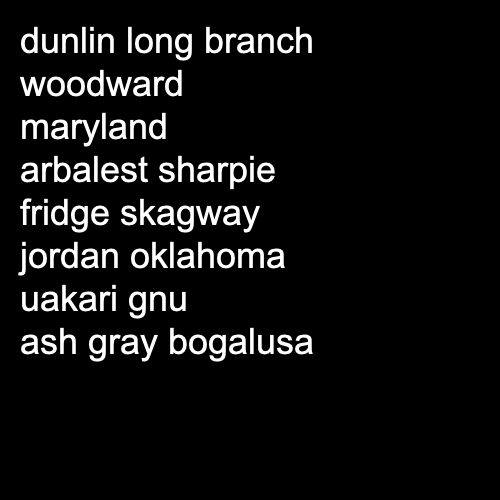 dunlin long branch
woodward
maryland
arbalest sharpie
fridge skagway
jordan oklahoma
uakari gnu
ash gray bogalusa